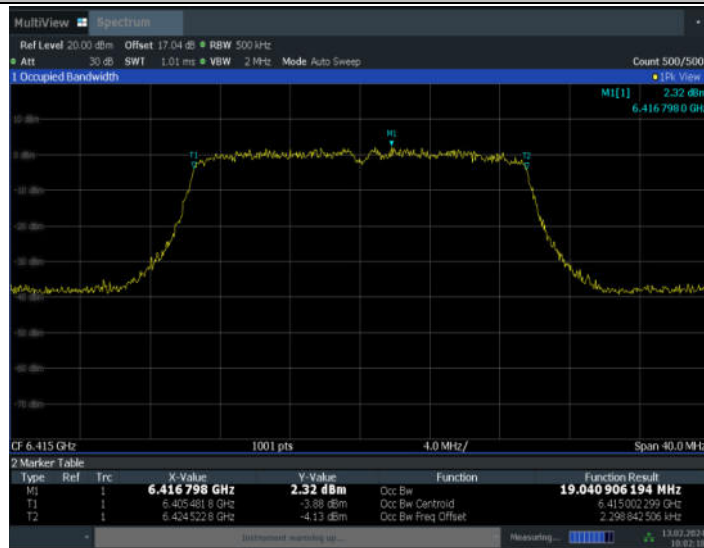 MultiView Spectrum
Ref Level 20.00 dBm Offset 17.04 dB RBW 500 kHz
Att 30 dB SWT 1.01 ms VBW 2 MHz Mode Auto Sweep Count 500/500
1 Occupied Bandwidth 1Pk View
M1[1] 2.32 dBm
6.416 798 0 GHz
10 dBm
M1
0 dBm
T1 T2
-10 dBm
-20 dBm
-30 dBm
-40 dBm
-50 dBm
-60 dBm
-70 dBm
CF 6.415 GHz 1001 pts 4.0 MHz/ Span 40.0 MHz
2 Marker Table
Type Ref Trc X-Value Y-Value Function Function Result
M1 1 6.416 798 GHz 2.32 dBm Occ Bw 19.040 906 194 MHz
T1 1 6.405 481 8 GHz -3.88 dBm Occ Bw Centroid 6.415 002 299 GHz
T2 1 6.424 522 8 GHz -4.13 dBm Occ Bw Freq Offset 2.298 842 506 kHz
Instrument warming up... Measuring...